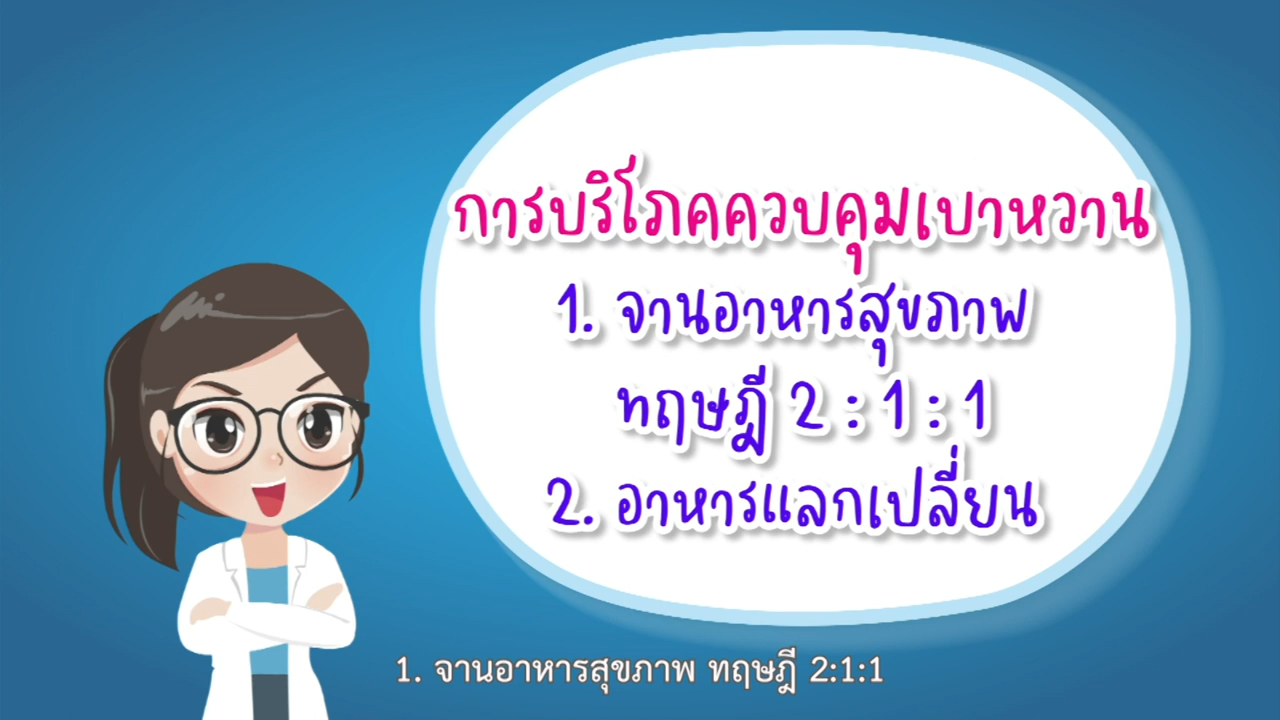 การบริโภคควบคุมเบาหวาน
1. จานอาหารสุขภาพ
ทฤษฎี 2 : 1 : 1
2. อาหารแลกเปลี่ยน
1. จานอาหารสุขภาพ ทฤษฎี 2:1:1